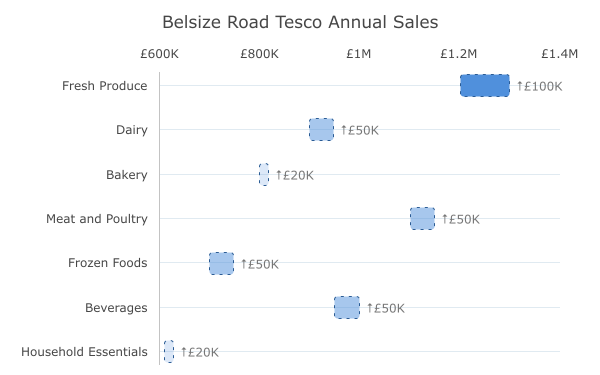 Belsize Road Tesco Annual Sales
£600K £800K £1M £1.2M £1.4M
Fresh Produce ↑£100K
Dairy ↑£50K
Bakery ↑£20K
Meat and Poultry ↑£50K
Frozen Foods ↑£50K
Beverages ↑£50K
Household Essentials ↑£20K